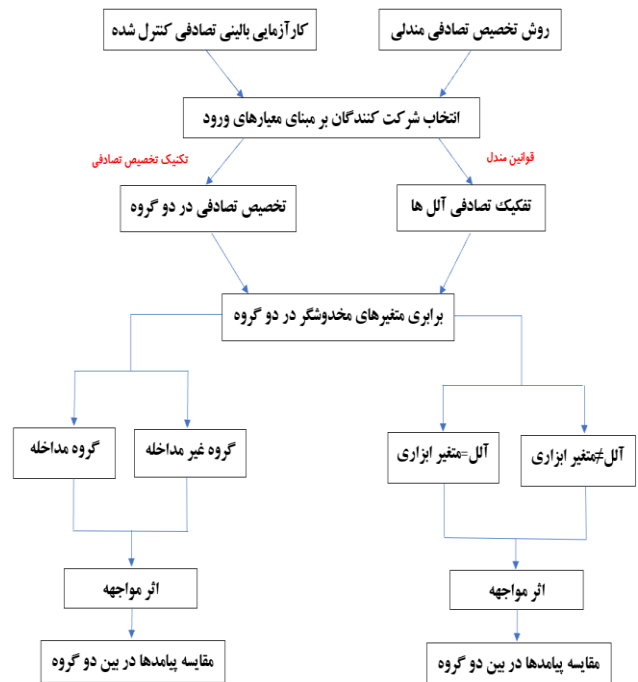 روش تخصیص تصادفی مندلی
کارآزمایی بالینی تصادفی کنترل شده
انتخاب شرکت کنندگان بر مبنای معیارهای ورود
قوانین مندل
تکنیک تخصیص تصادفی
تفکیک تصادفی آلل ها
تخصیص تصادفی در دو گروه
برابری متغیرهای مخدوشگر در دو گروه
آلل≠متغیر ابزاری
آلل=متغیر ابزاری
گروه غیر مداخله
گروه مداخله
اثر مواجهه
اثر مواجهه
مقایسه پیامدها در بین دو گروه
مقایسه پیامدها در بین دو گروه